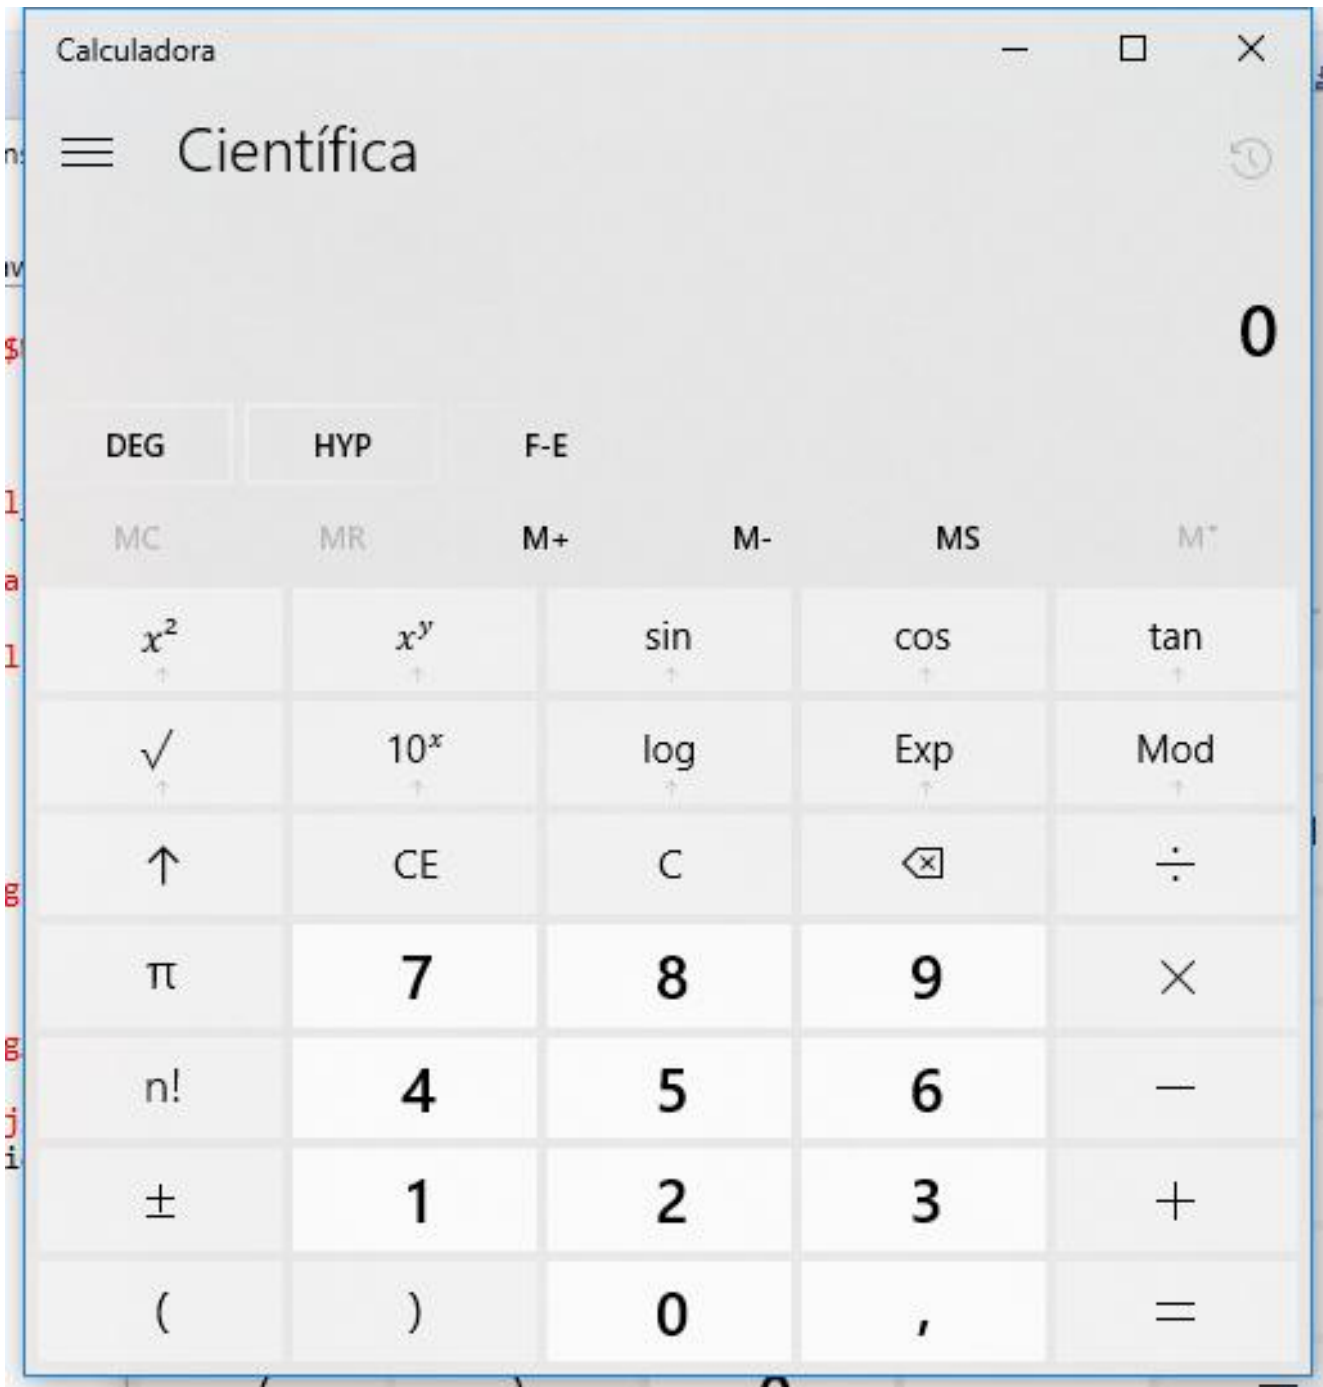 Calculadora
Científica
0
DEG HYP F-E
MC MR M+ M- MS M˅
x² xʸ sin cos tan
√ 10ˣ log Exp Mod
↑ CE C ÷
π 7 8 9 ×
n! 4 5 6 −
± 1 2 3 +
( ) 0 , =